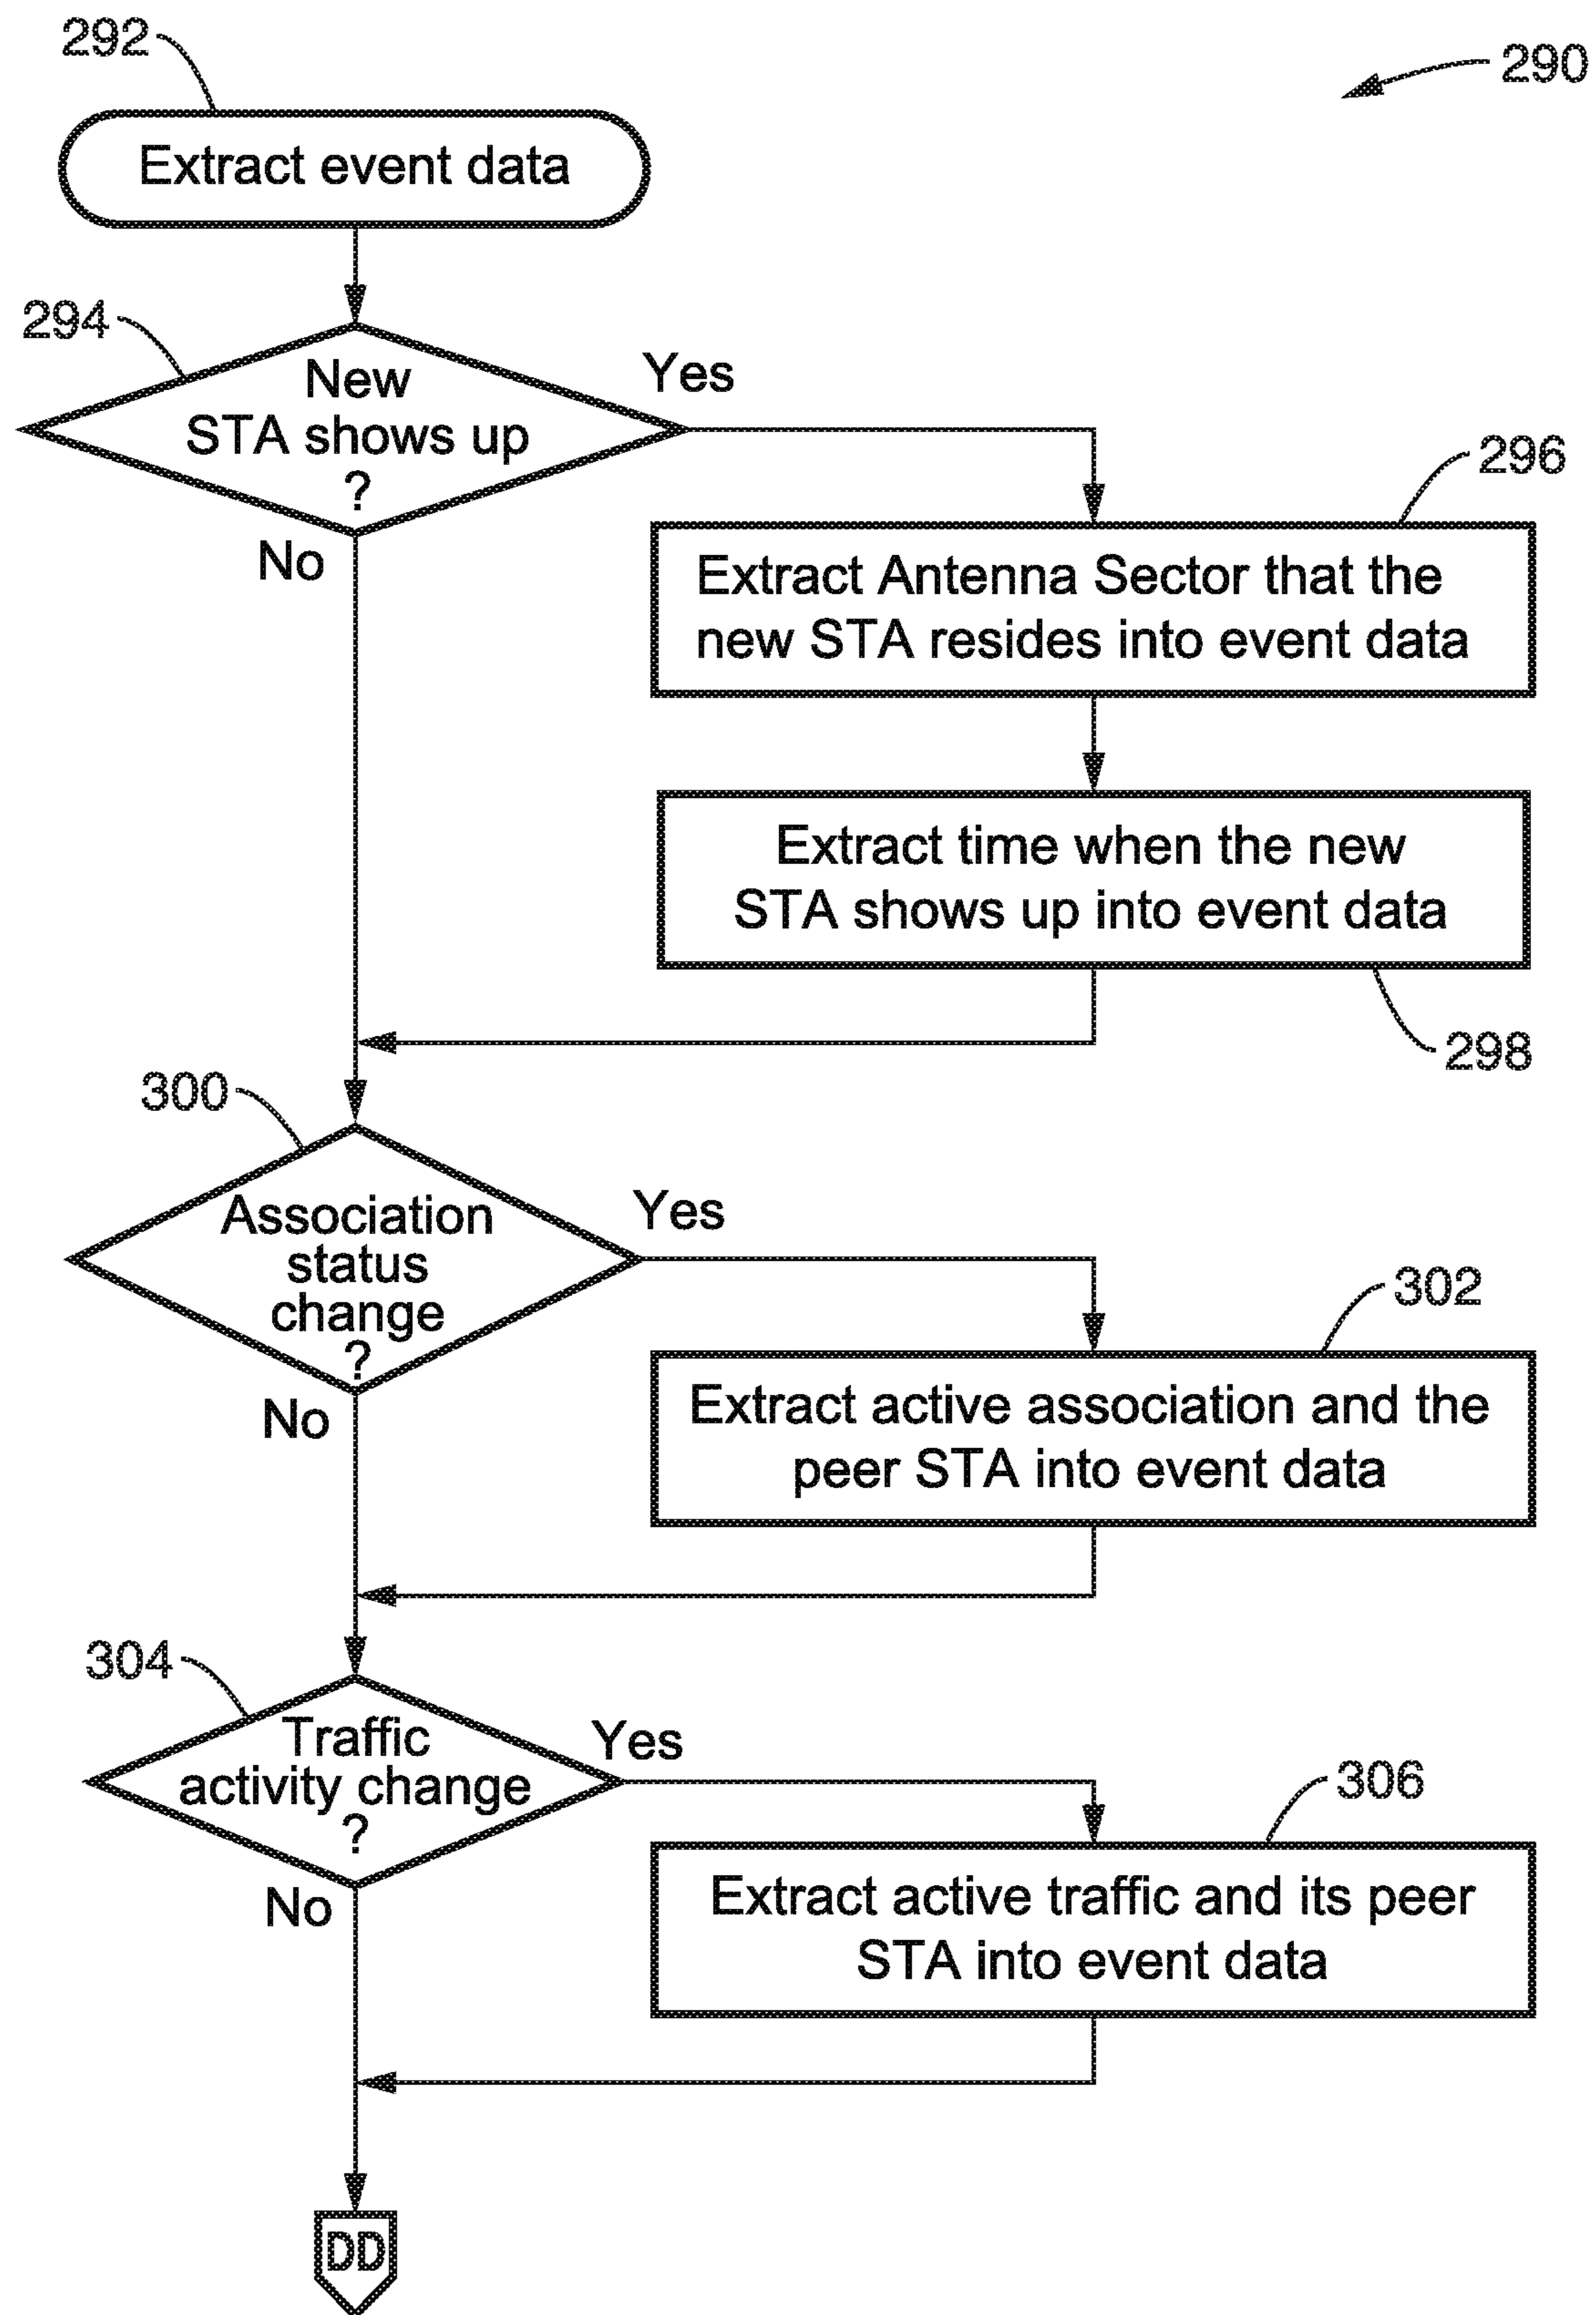 292
290
Extract event data
294
New
STA shows up
?
Yes
No
296
Extract Antenna Sector that the
new STA resides into event data
Extract time when the new
STA shows up into event data
298
300
Association
status
change
?
Yes
No
302
Extract active association and the
peer STA into event data
304
Traffic
activity change
?
Yes
No
306
Extract active traffic and its peer
STA into event data
DD